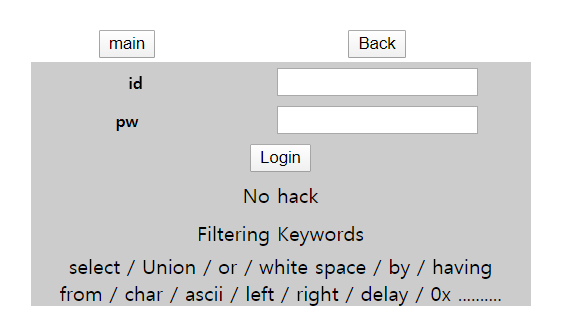 main Back
id
pw
Login
No hack
Filtering Keywords
select / Union / or / white space / by / having
from / char / ascii / left / right / delay / 0x ..........